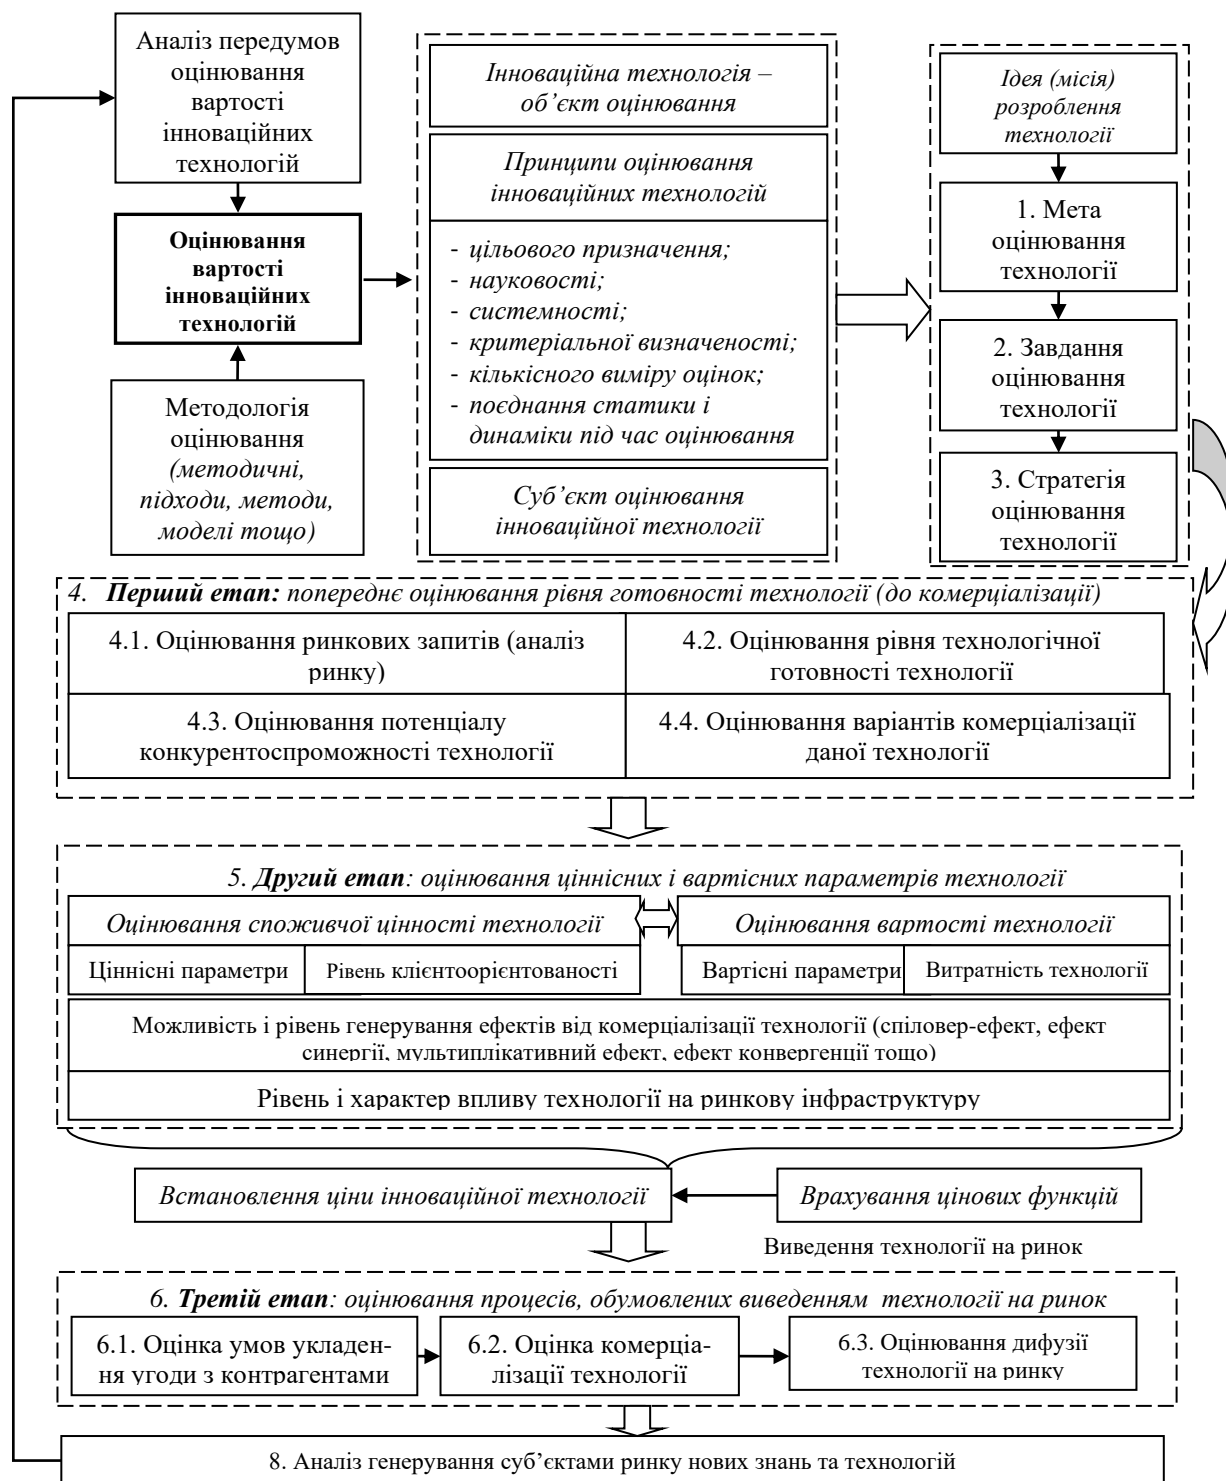 Аналіз передумов
оцінювання
вартості
інноваційних
технологій
Оцінювання
вартості
інноваційних
технологій
Методологія
оцінювання
(методичні,
підходи, методи,
моделі тощо)
Інноваційна технологія –
об’єкт оцінювання
Принципи оцінювання
інноваційних технологій
- цільового призначення;
- науковості;
- системності;
- критеріальної визначеності;
- кількісного виміру оцінок;
- поєднання статики і
динаміки під час оцінювання
Суб’єкт оцінювання
інноваційної технології
Ідея (місія)
розроблення
технології
1. Мета
оцінювання
технології
2. Завдання
оцінювання
технології
3. Стратегія
оцінювання
технології
4. Перший етап: попереднє оцінювання рівня готовності технології (до комерціалізації)
4.1. Оцінювання ринкових запитів (аналіз
ринку)
4.2. Оцінювання рівня технологічної
готовності технології
4.3. Оцінювання потенціалу
конкурентоспроможності технології
4.4. Оцінювання варіантів комерціалізації
даної технології
5. Другий етап: оцінювання ціннісних і вартісних параметрів технології
Оцінювання споживчої цінності технології
Оцінювання вартості технології
Ціннісні параметри
Рівень клієнтоорієнтованості
Вартісні параметри
Витратність технології
Можливість і рівень генерування ефектів від комерціалізації технології (спіловер-ефект, ефект
синергії, мультиплікативний ефект, ефект конвергенції тощо)
Рівень і характер впливу технології на ринкову інфраструктуру
Встановлення ціни інноваційної технології
Врахування цінових функцій
Виведення технології на ринок
6. Третій етап: оцінювання процесів, обумовлених виведенням технології на ринок
6.1. Оцінка умов укладен-
ня угоди з контрагентами
6.2. Оцінка комерціа-
лізації технології
6.3. Оцінювання дифузії
технології на ринку
8. Аналіз генерування суб’єктами ринку нових знань та технологій